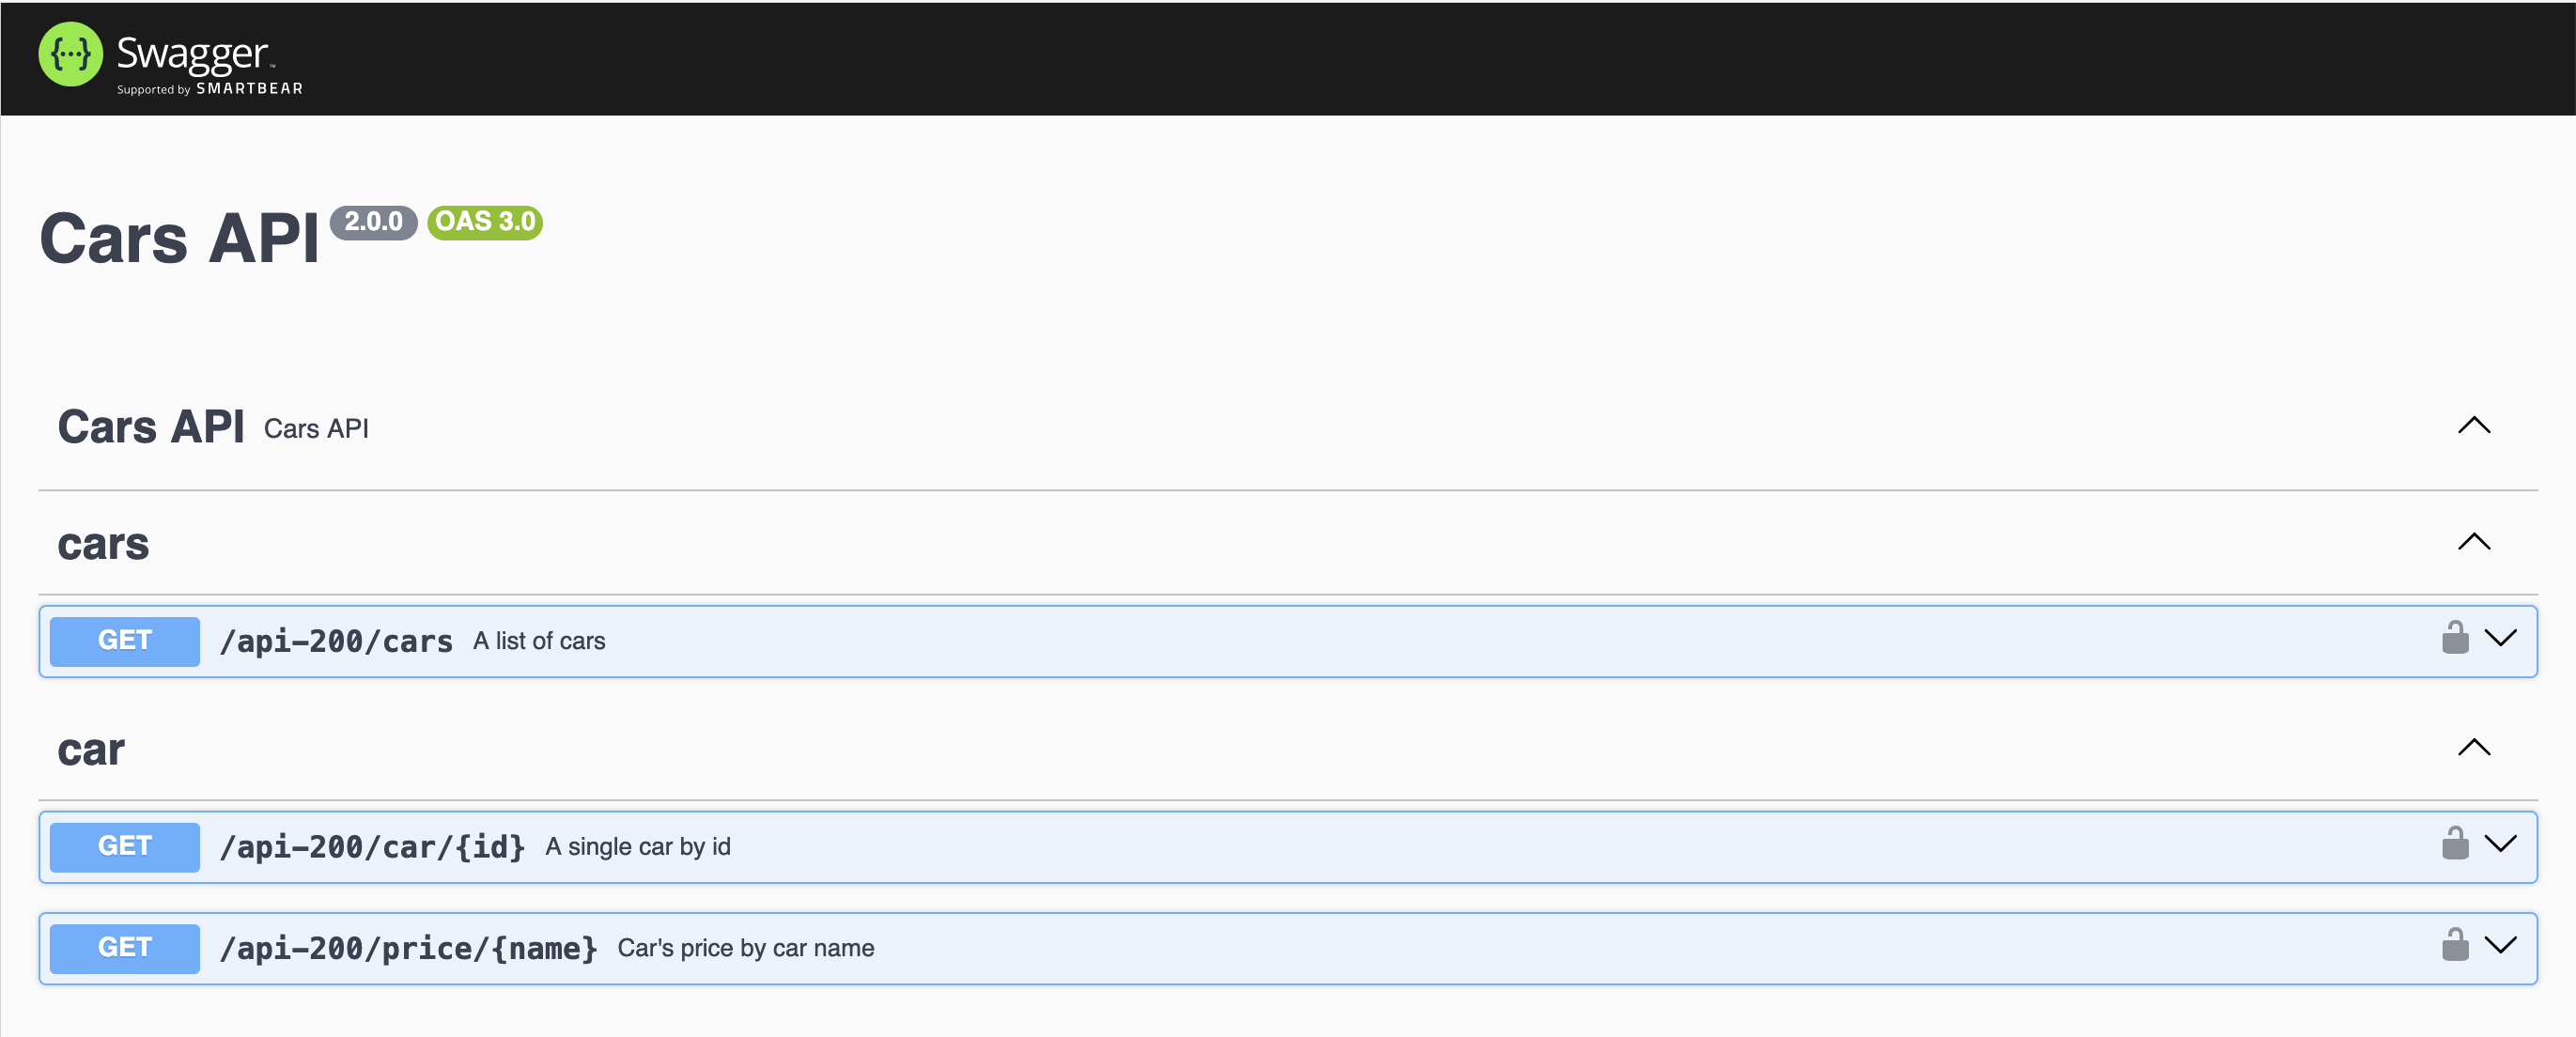 {···} Swagger™
Supported by SMARTBEAR
Cars API 2.0.0 OAS 3.0
Cars API Cars API
cars
GET /api-200/cars A list of cars
car
GET /api-200/car/{id} A single car by id
GET /api-200/price/{name} Car's price by car name